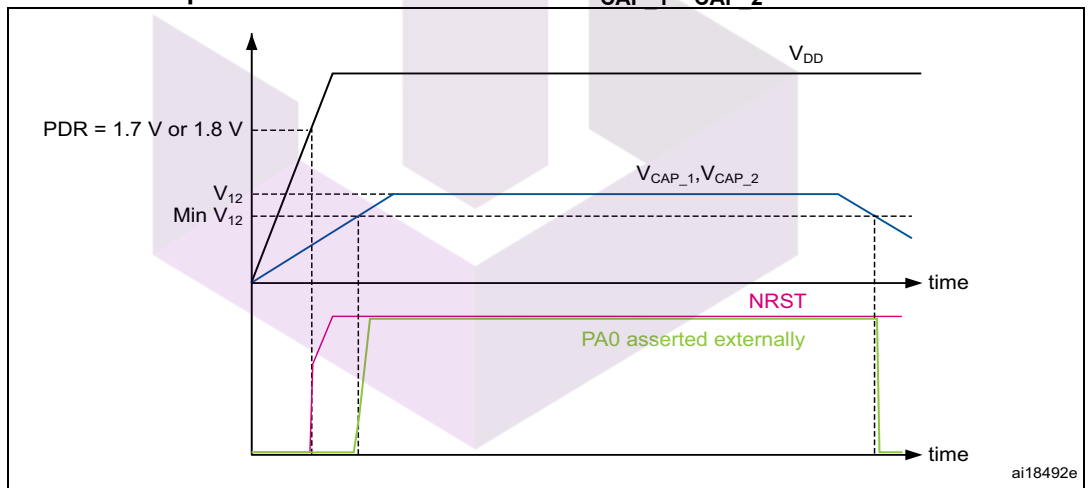 VDD
PDR = 1.7 V or 1.8 V
VCAP_1,VCAP_2
V12
Min V12
time
NRST
PA0 asserted externally
time
ai18492e